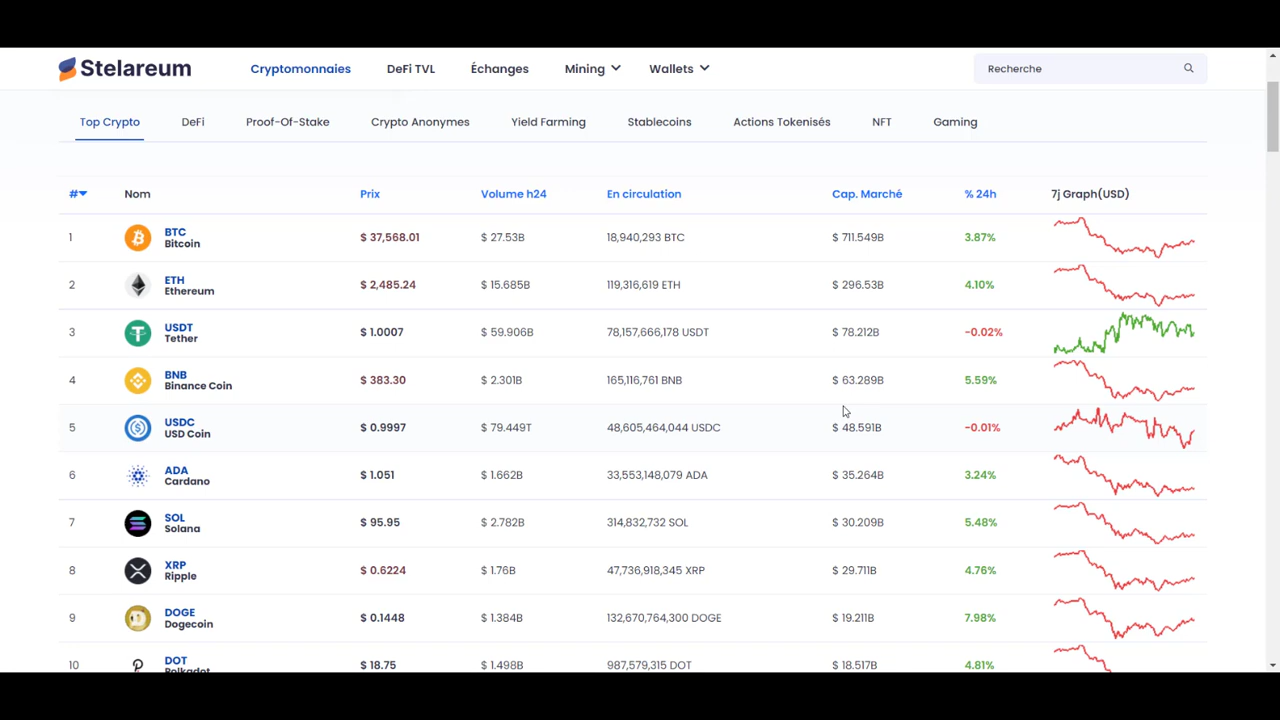 Stelareum Cryptomonnaies DeFi TVL Échanges Mining Wallets Recherche
Top Crypto DeFi Proof-Of-Stake Crypto Anonymes Yield Farming Stablecoins Actions Tokenisés NFT Gaming
# Nom Prix Volume h24 En circulation Cap. Marché % 24h 7j Graph(USD)
1 BTC Bitcoin $ 37,568.01 $ 27.53B 18,940,293 BTC $ 711.549B 3.87%
2 ETH Ethereum $ 2,485.24 $ 15.685B 119,316,619 ETH $ 296.53B 4.10%
3 USDT Tether $ 1.0007 $ 59.906B 78,157,666,178 USDT $ 78.212B -0.02%
4 BNB Binance Coin $ 383.30 $ 2.301B 165,116,761 BNB $ 63.289B 5.59%
5 USDC USD Coin $ 0.9997 $ 79.449T 48,605,464,044 USDC $ 48.591B -0.01%
6 ADA Cardano $ 1.051 $ 1.662B 33,553,148,079 ADA $ 35.264B 3.24%
7 SOL Solana $ 95.95 $ 2.782B 314,832,732 SOL $ 30.209B 5.48%
8 XRP Ripple $ 0.6224 $ 1.76B 47,736,918,345 XRP $ 29.711B 4.76%
9 DOGE Dogecoin $ 0.1448 $ 1.384B 132,670,764,300 DOGE $ 19.211B 7.98%
10 DOT Polkadot $ 18.75 $ 1.498B 987,579,315 DOT $ 18.517B 4.81%